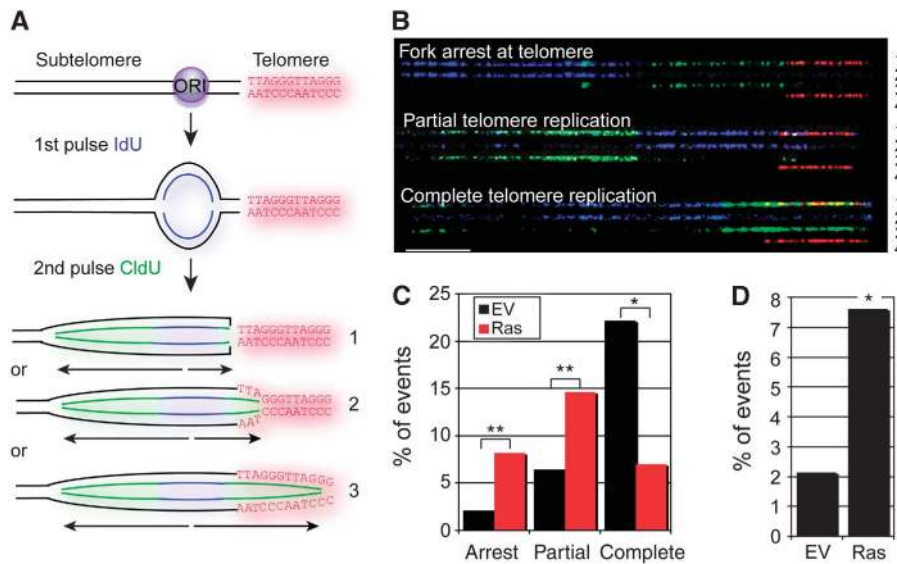 A
Subtelomere
Telomere
ORI
TTAGGGTTAGGG
AATCCCAATCCC
1st pulse IdU
TTAGGGTTAGGG
AATCCCAATCCC
2nd pulse CldU
TTAGGGTTAGGG
AATCCCAATCCC
1
or
TTA
GGGTTAGGG
CCCAATCCC
AAT
2
or
TTAGGGTTAGGG
AATCCCAATCCC
3
B
Fork arrest at telomere
Partial telomere replication
Complete telomere replication
C
% of events
25
20
15
10
5
0
EV
Ras
**
**
*
Arrest
Partial
Complete
D
% of events
8
7
6
5
4
3
2
1
0
*
EV
Ras